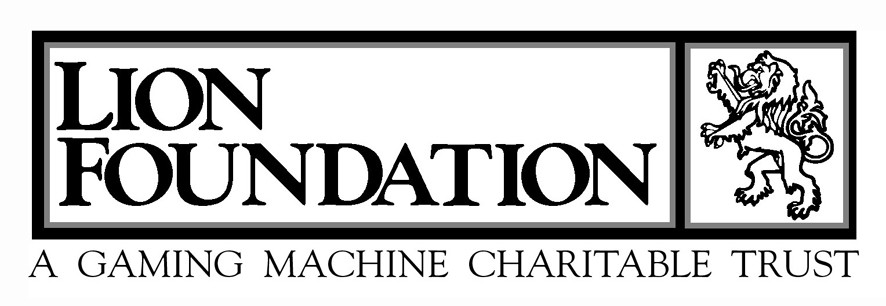 LION
FOUNDATION
A GAMING MACHINE CHARITABLE TRUST